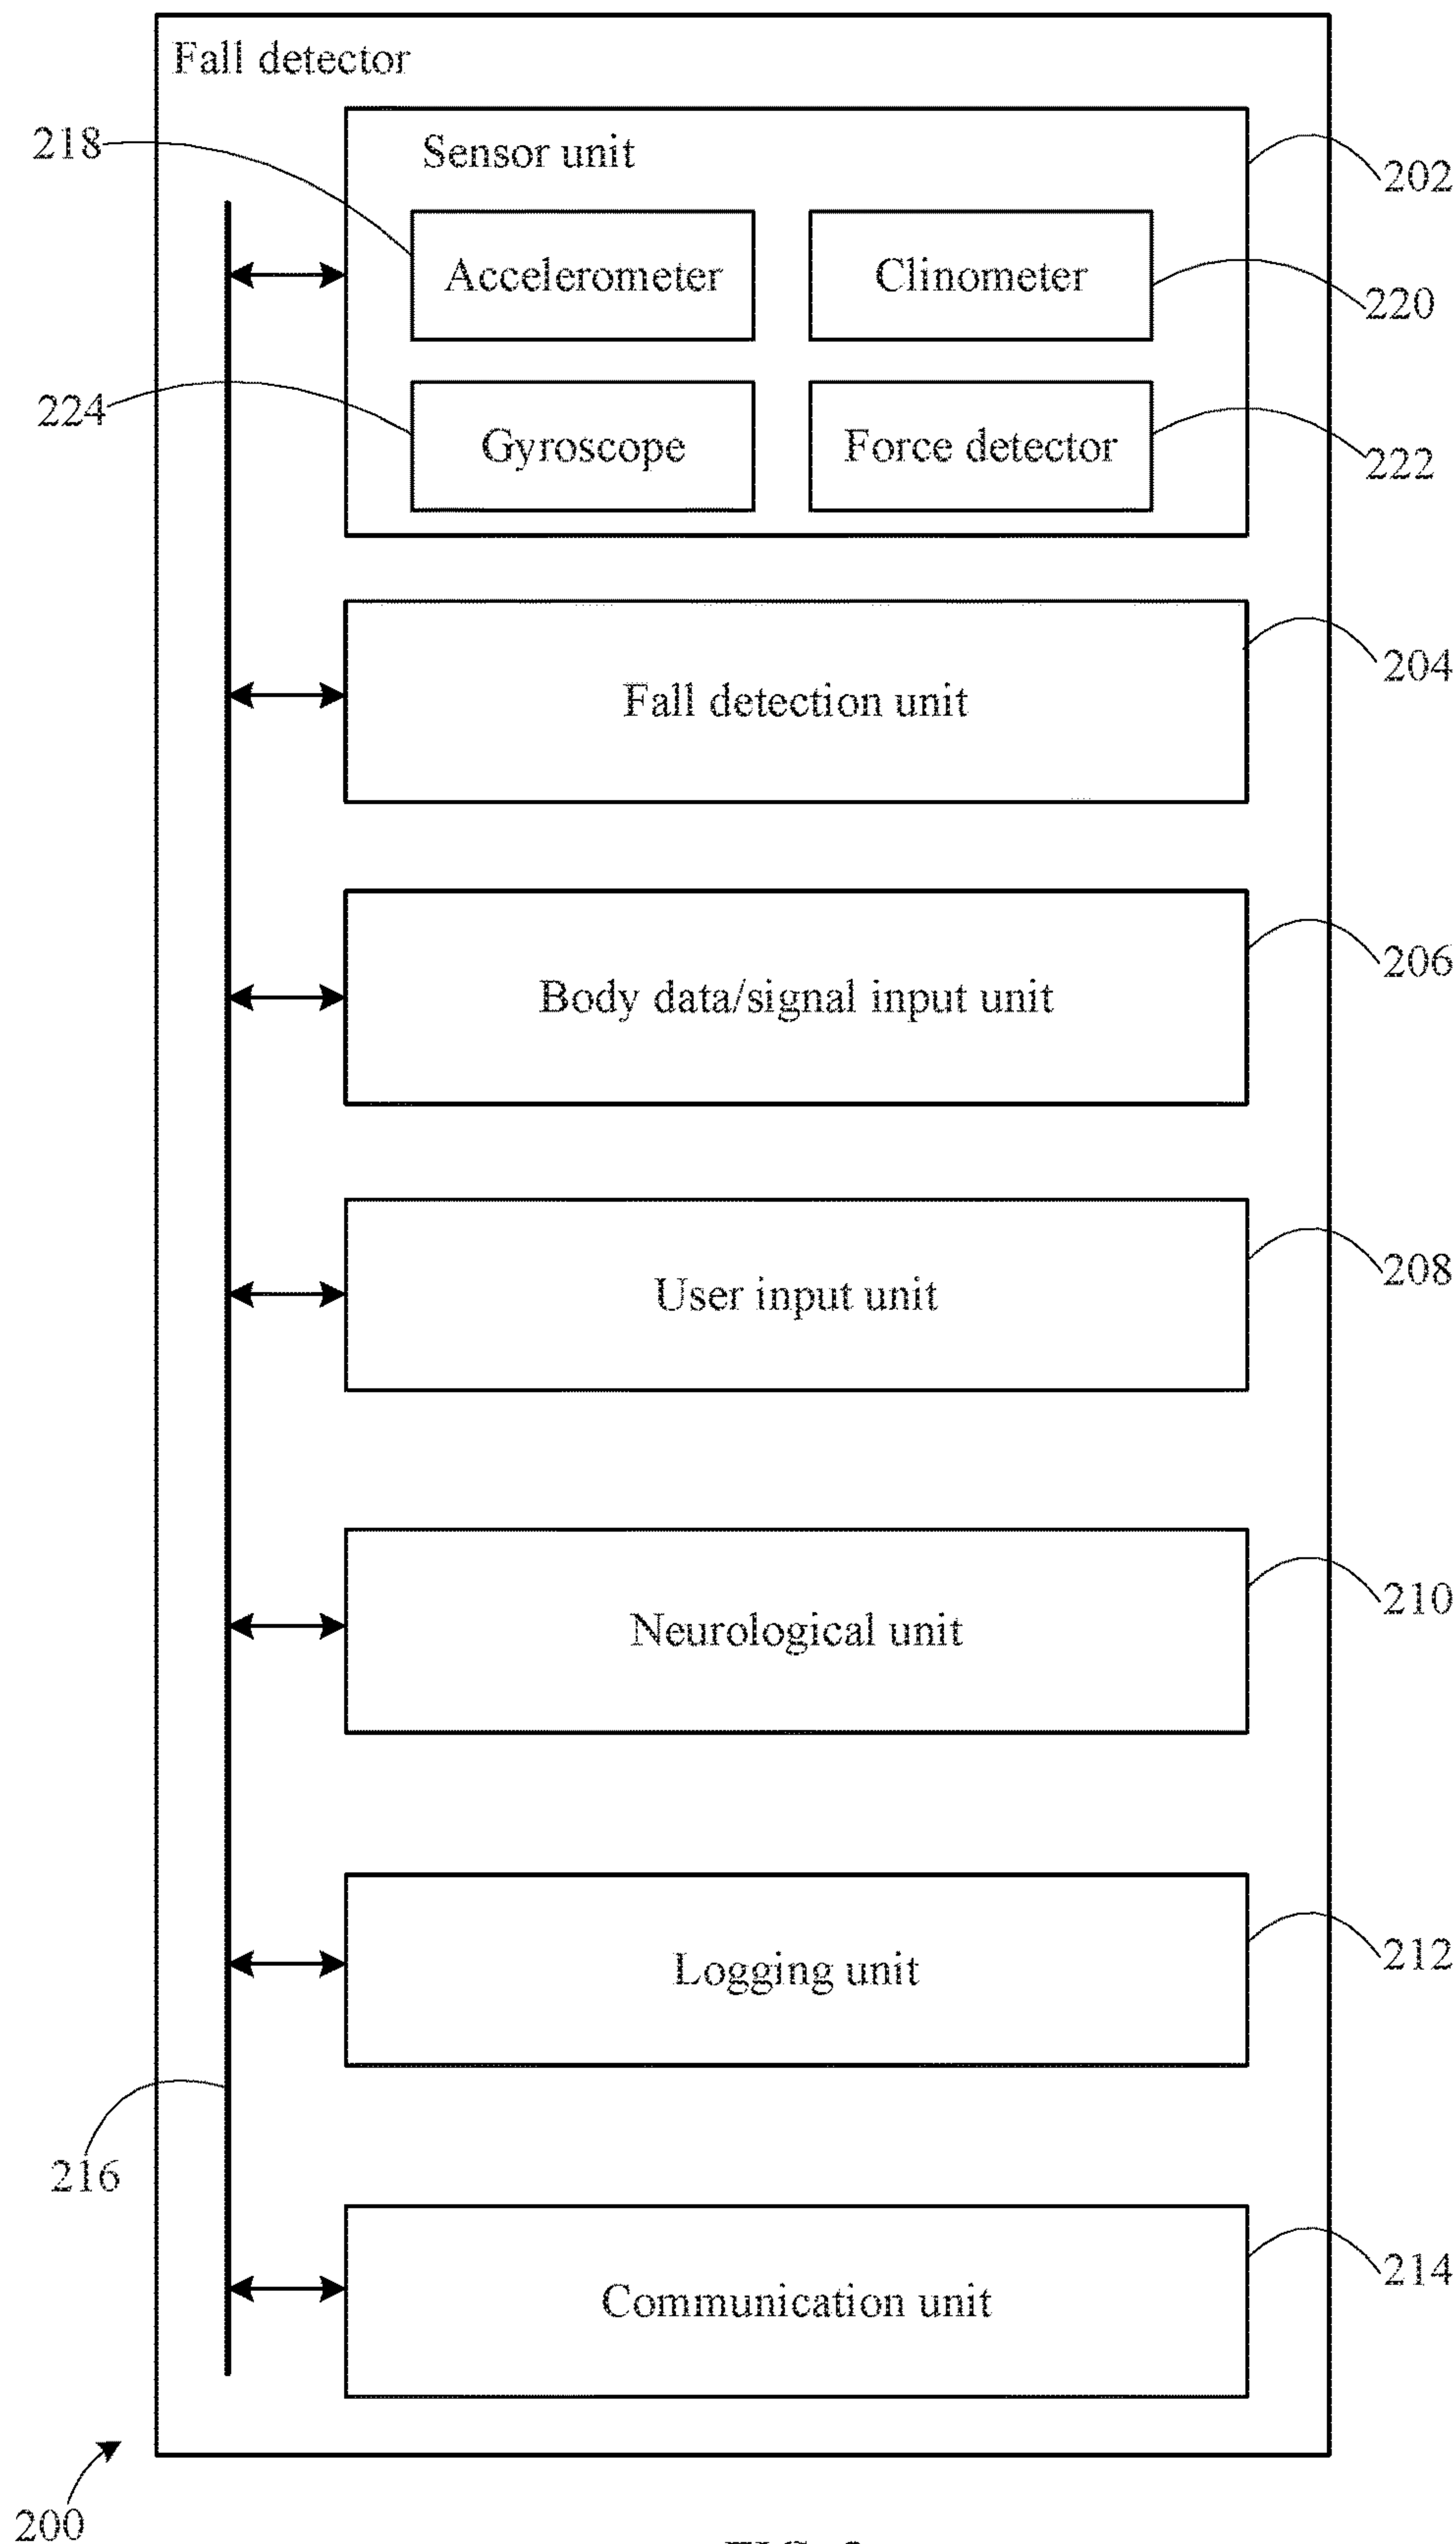 Fall detector
218
Sensor unit
202
Accelerometer
Clinometer
220
224
Gyroscope
Force detector
222
204
Fall detection unit
206
Body data/signal input unit
208
User input unit
210
Neurological unit
212
Logging unit
216
214
Communication unit
200